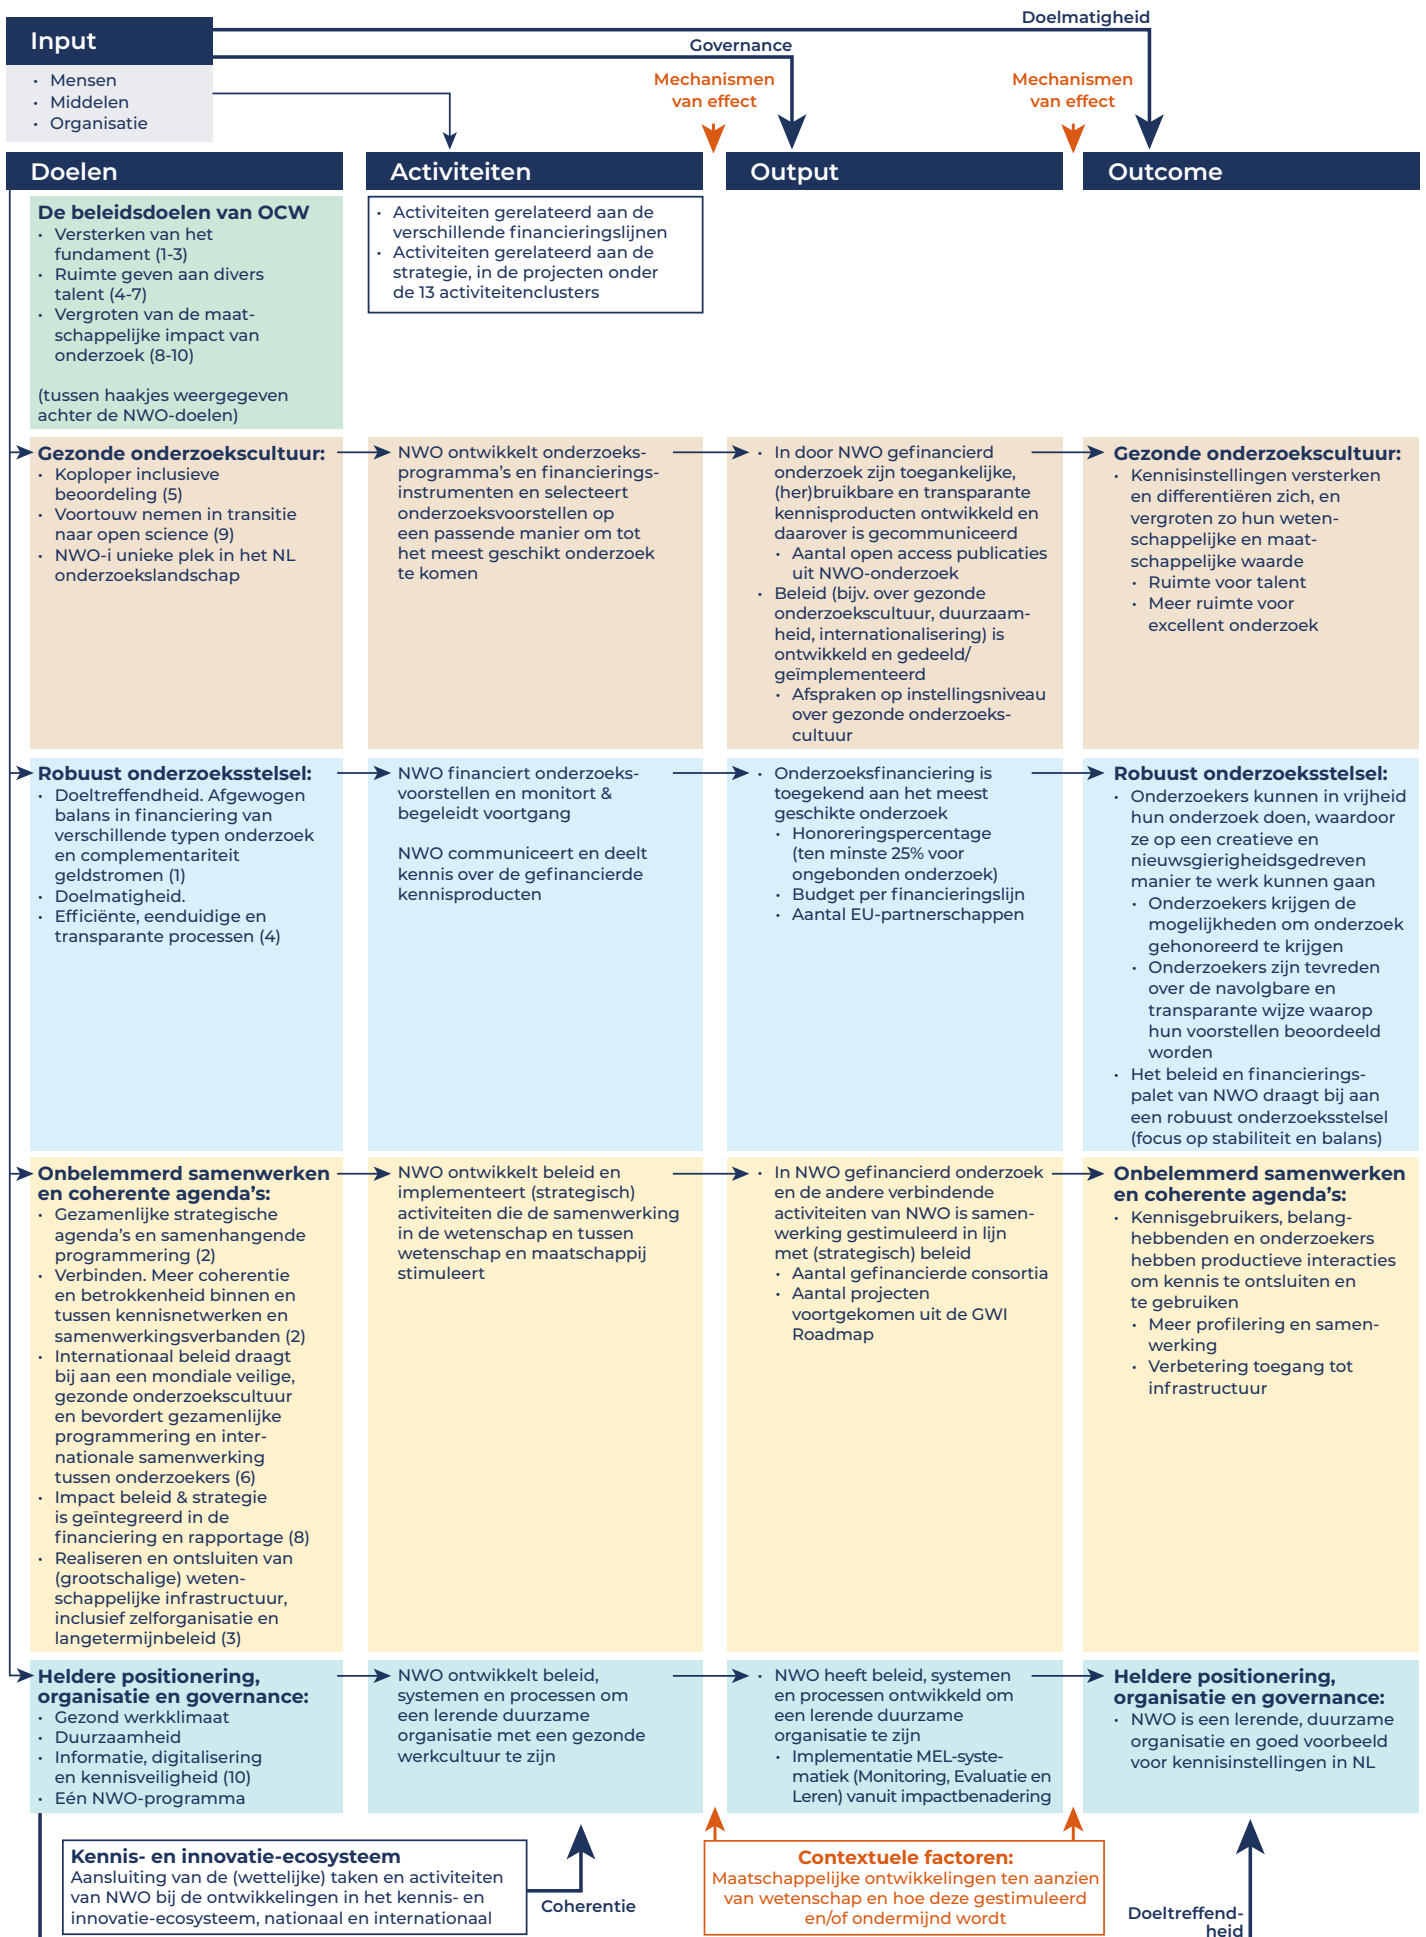 Doelmatigheid
Input
Governance
· Mensen
· Middelen
· Organisatie
Mechanismen
van effect
Mechanismen
van effect
Doelen
Activiteiten
Output
Outcome
De beleidsdoelen van OCW
· Versterken van het
fundament (1-3)
· Ruimte geven aan divers
talent (4-7)
· Vergroten van de maat-
schappelijke impact van
onderzoek (8-10)
(tussen haakjes weergegeven
achter de NWO-doelen)
· Activiteiten gerelateerd aan de
verschillende financieringslijnen
· Activiteiten gerelateerd aan de
strategie, in de projecten onder
de 13 activiteitenclusters
Gezonde onderzoekscultuur:
· Koploper inclusieve
beoordeling (5)
· Voortouw nemen in transitie
naar open science (9)
· NWO-i unieke plek in het NL
onderzoekslandschap
NWO ontwikkelt onderzoeks-
programma's en financierings-
instrumenten en selecteert
onderzoeksvoorstellen op
een passende manier om tot
het meest geschikt onderzoek
te komen
· In door NWO gefinancierd
onderzoek zijn toegankelijke,
(her)bruikbare en transparante
kennisproducten ontwikkeld en
daarover is gecommuniceerd
· Aantal open access publicaties
uit NWO-onderzoek
· Beleid (bijv. over gezonde
onderzoekscultuur, duurzaam-
heid, internationalisering) is
ontwikkeld en gedeeld/
geïmplementeerd
· Afspraken op instellingsniveau
over gezonde onderzoeks-
cultuur
Gezonde onderzoekscultuur:
· Kennisinstellingen versterken
en differentiëren zich, en
vergroten zo hun weten-
schappelijke en maat-
schappelijke waarde
· Ruimte voor talent
· Meer ruimte voor
excellent onderzoek
Robuust onderzoeksstelsel:
· Doeltreffendheid. Afgewogen
balans in financiering van
verschillende typen onderzoek
en complementariteit
geldstromen (1)
· Doelmatigheid.
· Efficiënte, eenduidige en
transparante processen (4)
NWO financiert onderzoeks-
voorstellen en monitort &
begeleidt voortgang
NWO communiceert en deelt
kennis over de gefinancierde
kennisproducten
· Onderzoeksfinanciering is
toegekend aan het meest
geschikte onderzoek
· Honoreringspercentage
(ten minste 25% voor
ongebonden onderzoek)
· Budget per financieringslijn
· Aantal EU-partnerschappen
Robuust onderzoeksstelsel:
· Onderzoekers kunnen in vrijheid
hun onderzoek doen, waardoor
ze op een creatieve en
nieuwsgierigheidsgedreven
manier te werk kunnen gaan
· Onderzoekers krijgen de
mogelijkheden om onderzoek
gehonoreerd te krijgen
· Onderzoekers zijn tevreden
over de navolgbare en
transparante wijze waarop
hun voorstellen beoordeeld
worden
· Het beleid en financierings-
palet van NWO draagt bij aan
een robuust onderzoeksstelsel
(focus op stabiliteit en balans)
Onbelemmerd samenwerken
en coherente agenda's:
· Gezamenlijke strategische
agenda's en samenhangende
programmering (2)
· Verbinden. Meer coherentie
en betrokkenheid binnen en
tussen kennisnetwerken en
samenwerkingsverbanden (2)
· Internationaal beleid draagt
bij aan een mondiale veilige,
gezonde onderzoekscultuur
en bevordert gezamenlijke
programmering en inter-
nationale samenwerking
tussen onderzoekers (6)
· Impact beleid & strategie
is geïntegreerd in de
financiering en rapportage (8)
· Realiseren en ontsluiten van
(grootschalige) weten-
schappelijke infrastructuur,
inclusief zelforganisatie en
langetermijnbeleid (3)
NWO ontwikkelt beleid en
implementeert (strategisch)
activiteiten die de samenwerking
in de wetenschap en tussen
wetenschap en maatschappij
stimuleert
· In NWO gefinancierd onderzoek
en de andere verbindende
activiteiten van NWO is samen-
werking gestimuleerd in lijn
met (strategisch) beleid
· Aantal gefinancierde consortia
· Aantal projecten
voortgekomen uit de GWI
Roadmap
Onbelemmerd samenwerken
en coherente agenda's:
· Kennisgebruikers, belang-
hebbenden en onderzoekers
hebben productieve interacties
om kennis te ontsluiten en
te gebruiken
· Meer profilering en samen-
werking
· Verbetering toegang tot
infrastructuur
Heldere positionering,
organisatie en governance:
· Gezond werkklimaat
· Duurzaamheid
· Informatie, digitalisering
en kennisveiligheid (10)
· Eén NWO-programma
NWO ontwikkelt beleid,
systemen en processen om
een lerende duurzame
organisatie met een gezonde
werkcultuur te zijn
· NWO heeft beleid, systemen
en processen ontwikkeld om
een lerende duurzame
organisatie te zijn
· Implementatie MEL-syste-
matiek (Monitoring, Evaluatie en
Leren) vanuit impactbenadering
Heldere positionering,
organisatie en governance:
· NWO is een lerende, duurzame
organisatie en goed voorbeeld
voor kennisinstellingen in NL
Kennis- en innovatie-ecosysteem
Aansluiting van de (wettelijke) taken en activiteiten
van NWO bij de ontwikkelingen in het kennis- en
innovatie-ecosysteem, nationaal en internationaal
Coherentie
Contextuele factoren:
Maatschappelijke ontwikkelingen ten aanzien
van wetenschap en hoe deze gestimuleerd
en/of ondermijnd wordt
Doeltreffend-
heid